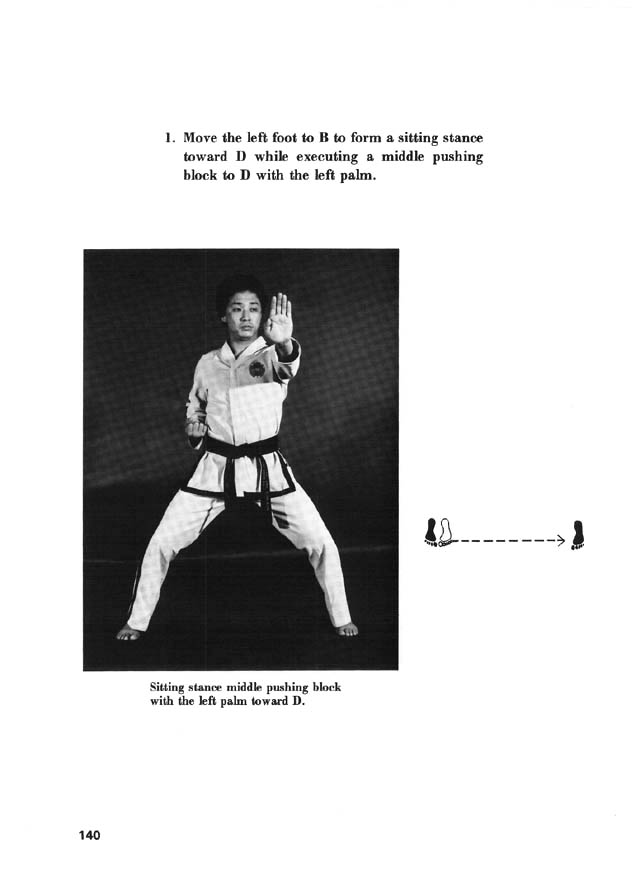 1. Move the left foot to B to form a sitting stance
toward D while executing a middle pushing
block to D with the left palm.
Sitting stance middle pushing block
with the left palm toward D.
140